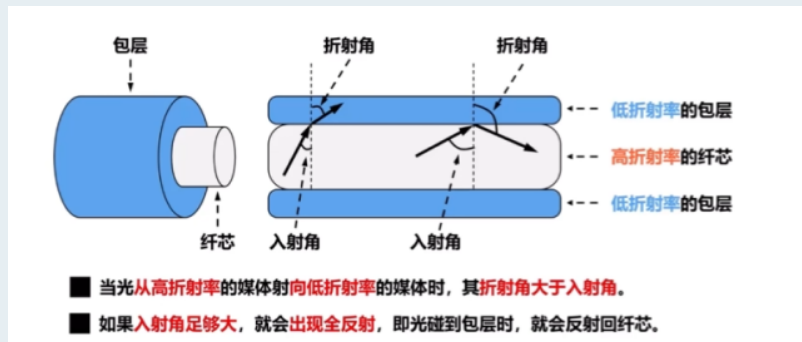 包层
折射角
折射角
低折射率的包层
高折射率的纤芯
低折射率的包层
纤芯
入射角
入射角
当光从高折射率的媒体射向低折射率的媒体时，其折射角大于入射角。
如果入射角足够大，就会出现全反射，即光碰到包层时，就会反射回纤芯。